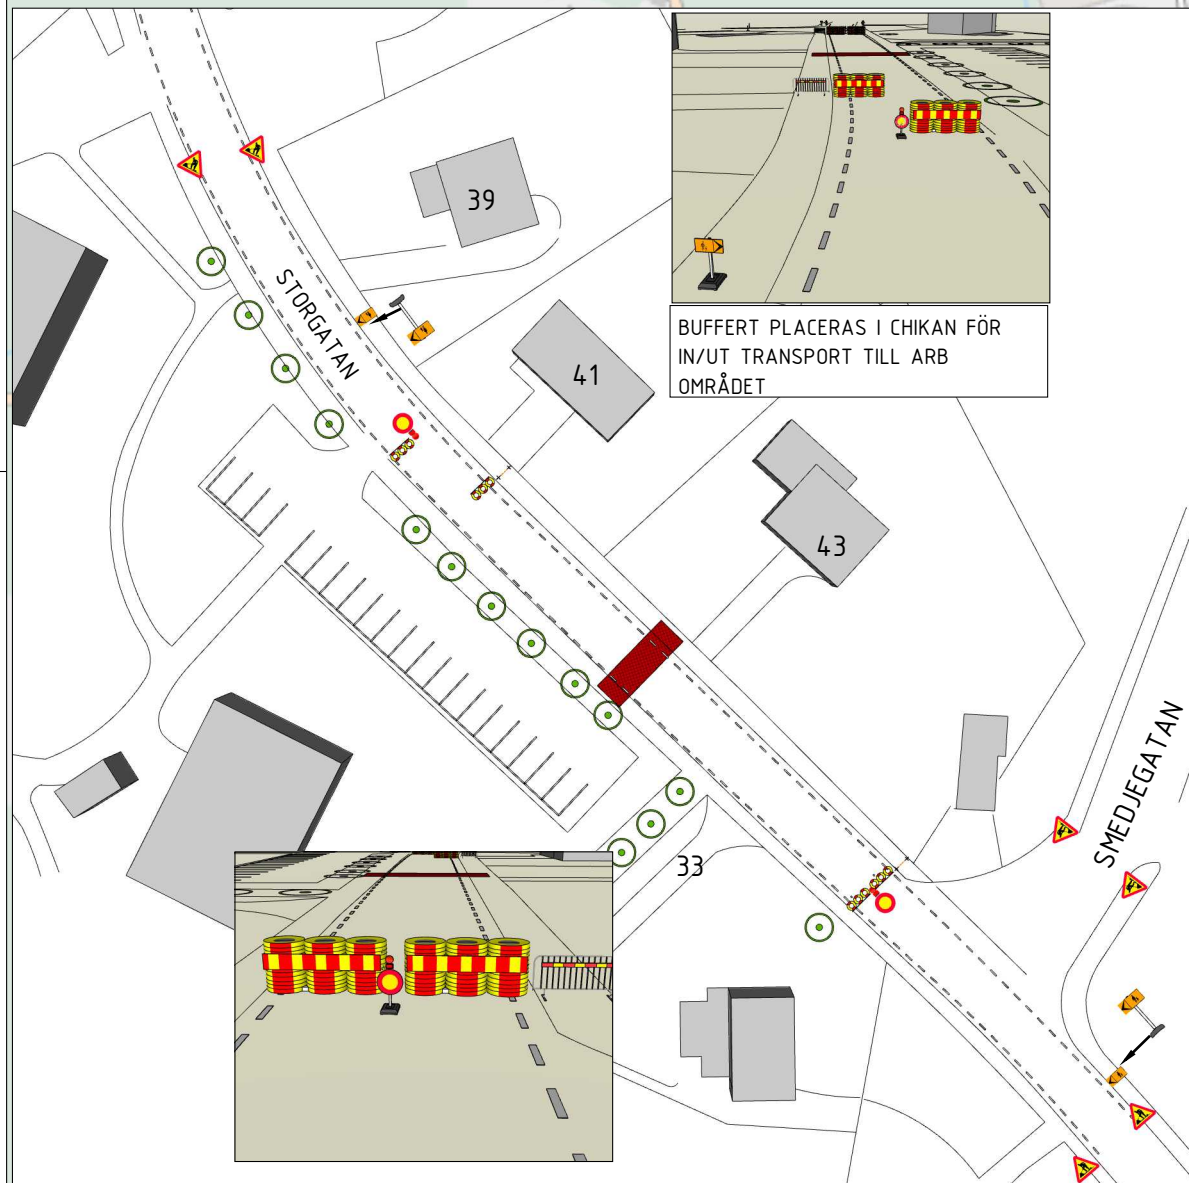 39
STORGATAN
BUFFERT PLACERAS I CHIKAN FÖR
IN/UT TRANSPORT TILL ARB
OMRÅDET
41
43
SMEDJEGATAN
33